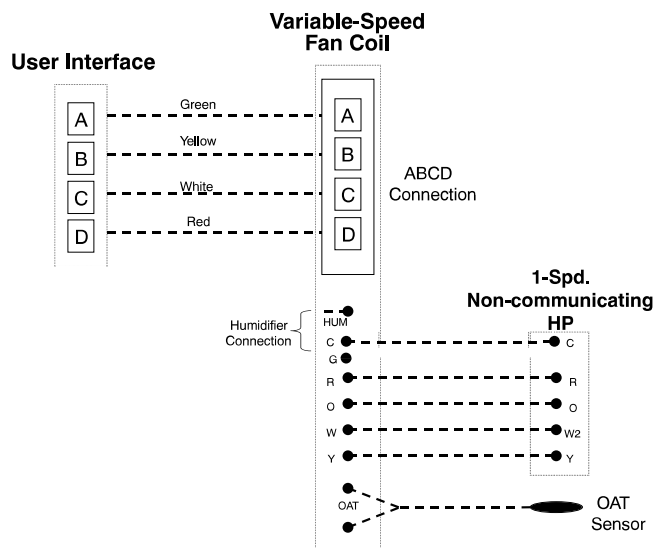 Variable-Speed
Fan Coil
User Interface
A Green A
B Yellow B
C White C
D Red D
ABCD
Connection
1-Spd.
Non-communicating
HP
Humidifier
Connection
HUM
C C
G
R R
O O
W W2
Y Y
OAT
OAT
Sensor